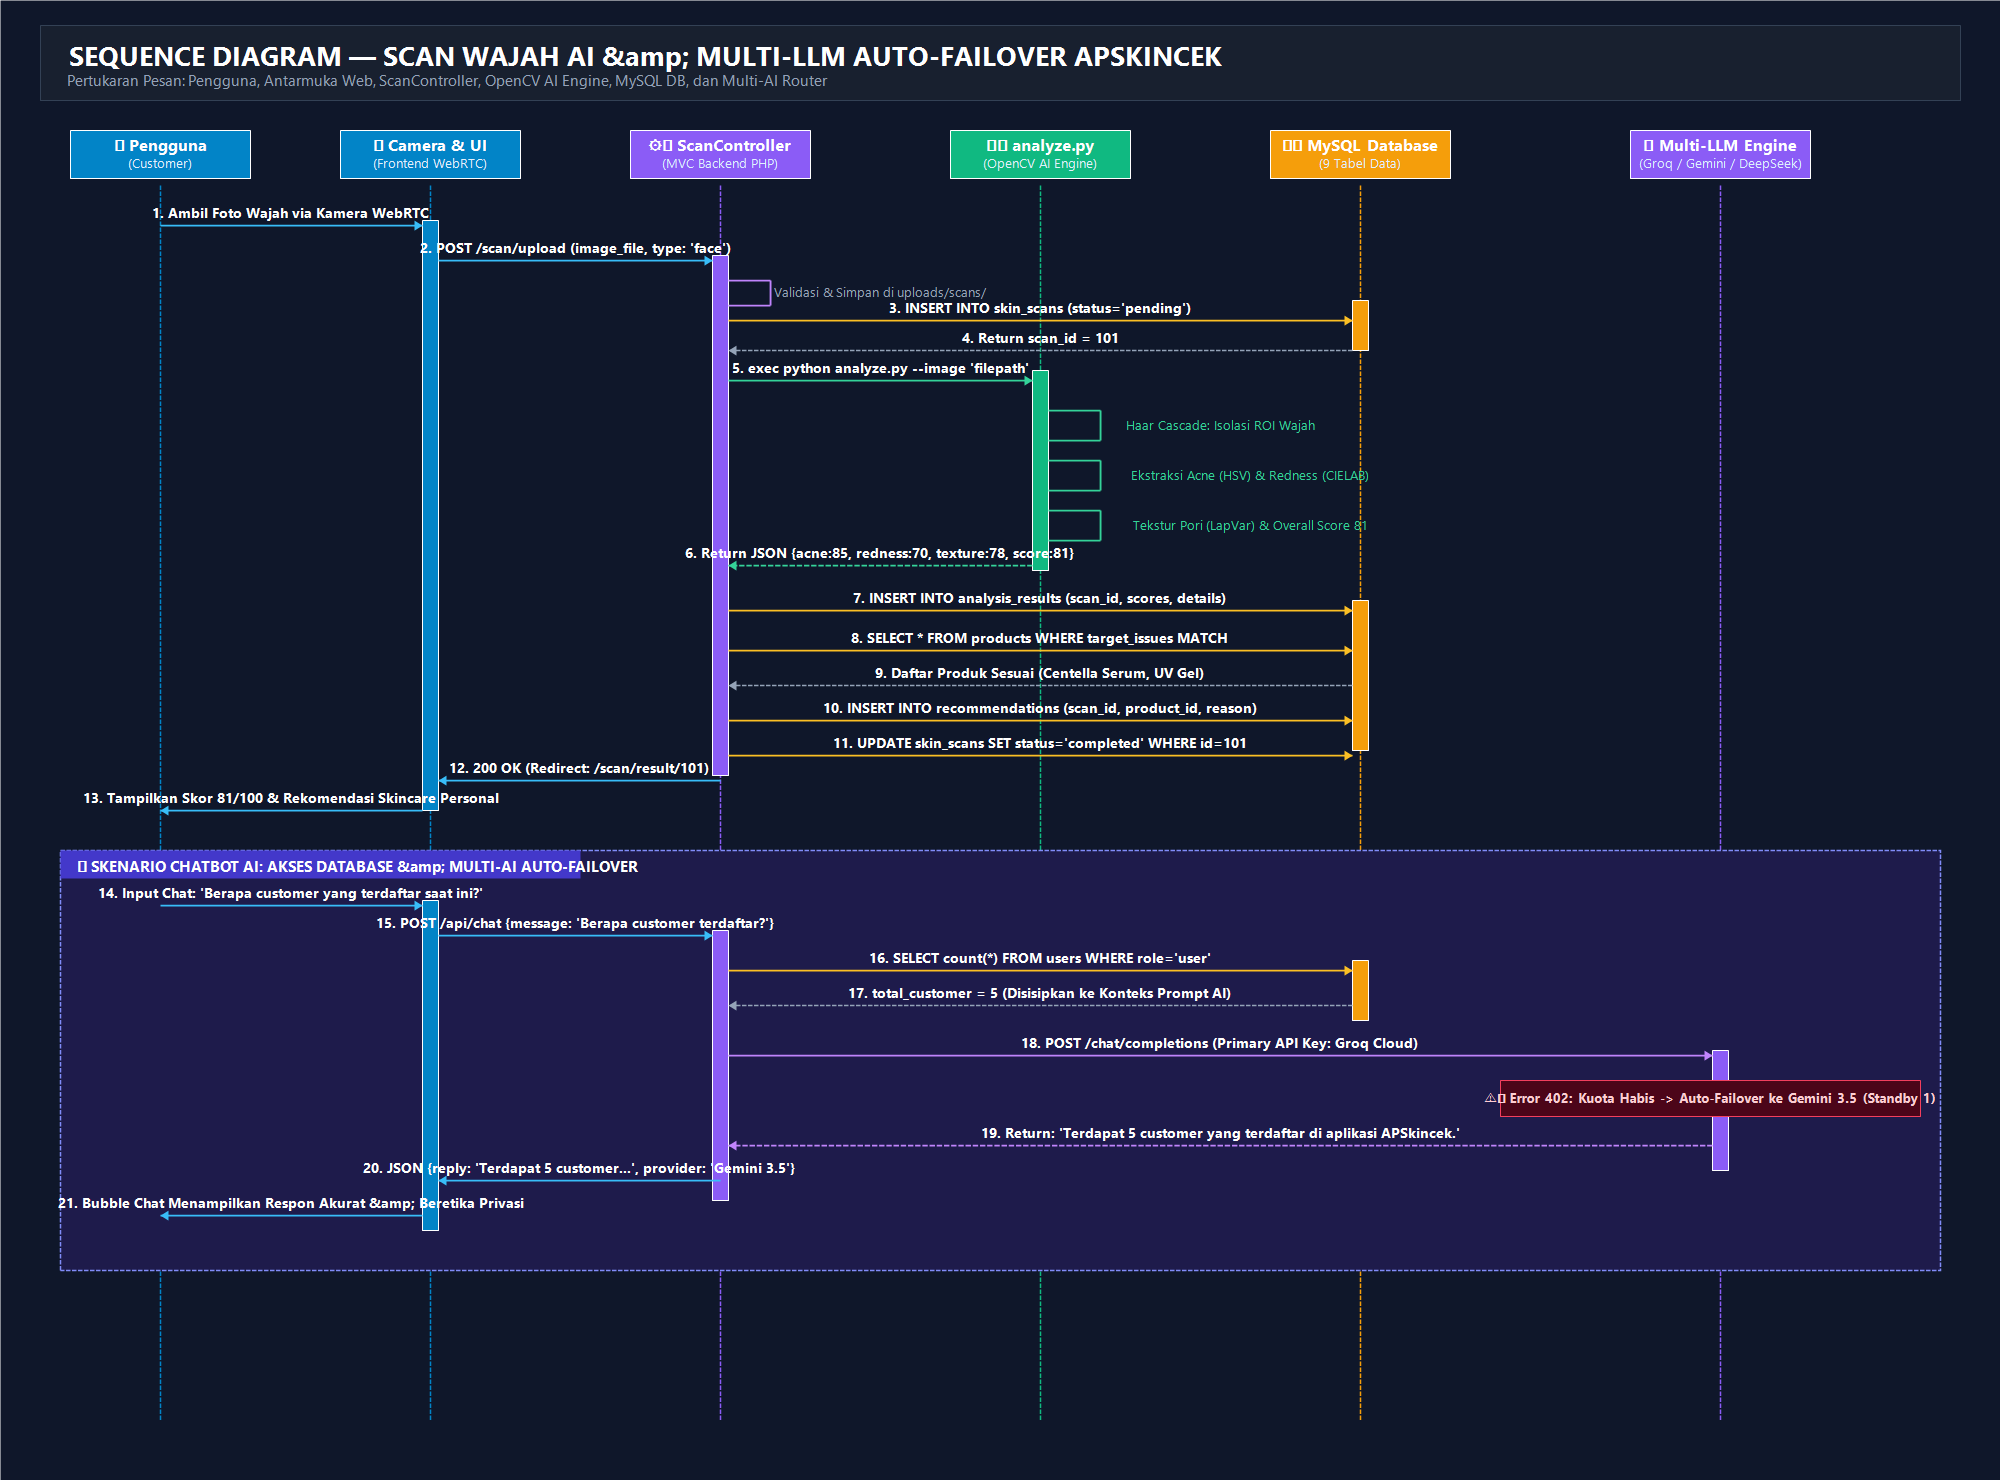 SEQUENCE DIAGRAM — SCAN WAJAH AI &amp; MULTI-LLM AUTO-FAILOVER APSKINCEK
Pertukaran Pesan: Pengguna, Antarmuka Web, ScanController, OpenCV AI Engine, MySQL DB, dan Multi-AI Router
Pengguna
(Customer)
Camera & UI
(Frontend WebRTC)
⚙ ScanController
(MVC Backend PHP)
analyze.py
(OpenCV AI Engine)
MySQL Database
(9 Tabel Data)
Multi-LLM Engine
(Groq / Gemini / DeepSeek)
1. Ambil Foto Wajah via Kamera WebRTC
2. POST /scan/upload (image_file, type: 'face')
Validasi & Simpan di uploads/scans/
3. INSERT INTO skin_scans (status='pending')
4. Return scan_id = 101
5. exec python analyze.py --image 'filepath'
Haar Cascade: Isolasi ROI Wajah
Ekstraksi Acne (HSV) & Redness (CIELAB)
Tekstur Pori (LapVar) & Overall Score 81
6. Return JSON {acne:85, redness:70, texture:78, score:81}
7. INSERT INTO analysis_results (scan_id, scores, details)
8. SELECT * FROM products WHERE target_issues MATCH
9. Daftar Produk Sesuai (Centella Serum, UV Gel)
10. INSERT INTO recommendations (scan_id, product_id, reason)
11. UPDATE skin_scans SET status='completed' WHERE id=101
12. 200 OK (Redirect: /scan/result/101)
13. Tampilkan Skor 81/100 & Rekomendasi Skincare Personal
SKENARIO CHATBOT AI: AKSES DATABASE &amp; MULTI-AI AUTO-FAILOVER
14. Input Chat: 'Berapa customer yang terdaftar saat ini?'
15. POST /api/chat {message: 'Berapa customer terdaftar?'}
16. SELECT count(*) FROM users WHERE role='user'
17. total_customer = 5 (Disisipkan ke Konteks Prompt AI)
18. POST /chat/completions (Primary API Key: Groq Cloud)
⚠ Error 402: Kuota Habis -> Auto-Failover ke Gemini 3.5 (Standby 1)
19. Return: 'Terdapat 5 customer yang terdaftar di aplikasi APSkincek.'
20. JSON {reply: 'Terdapat 5 customer...', provider: 'Gemini 3.5'}
21. Bubble Chat Menampilkan Respon Akurat &amp; Beretika Privasi